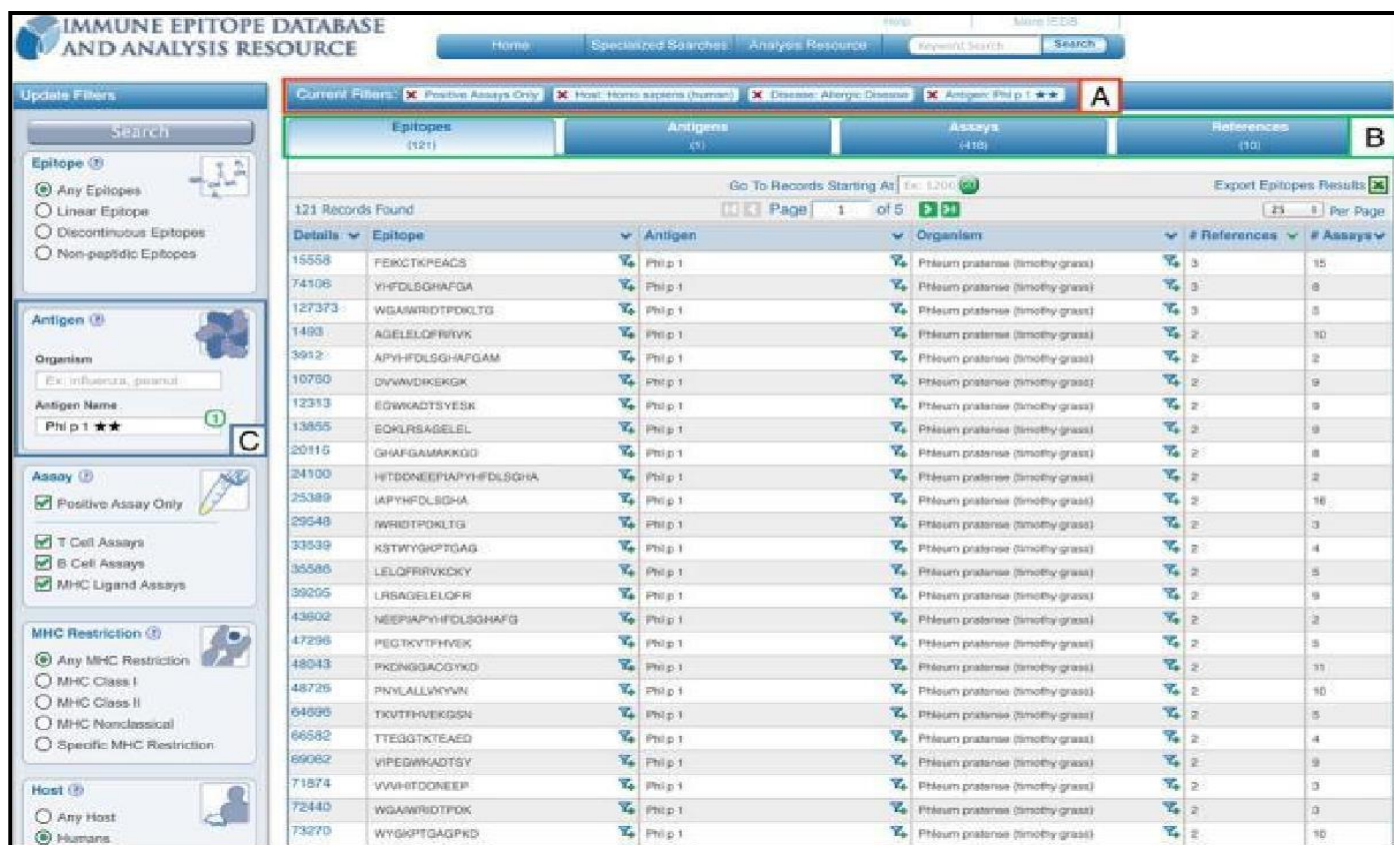 IMMUNE EPITOPE DATABASE
AND ANALYSIS RESOURCE
Help More IEDB
Home Specialized Searches Analysis Resource Keyword Search Search
Update Filters
Current Filters: Positive Assays Only Host: Homo sapiens (human) Disease: Allergic Disease Antigen: Phl p 1 ★★ A
Search
Epitopes Antigens Assays References B
(121) (1) (418) (10)
Epitope
Any Epitopes
Linear Epitope
Discontinuous Epitopes
Non-peptidic Epitopes
Go To Records Starting At Ex: 1200 GO Export Epitopes Results
121 Records Found Page 1 of 5 25 Per Page
Details Epitope Antigen Organism # References # Assays
15558 FEIKCTKPEACS Phl p 1 Phleum pratense (timothy grass) 3 15
74106 YHFDLSGHAFGA Phl p 1 Phleum pratense (timothy grass) 3 8
127373 WGAIWRIDTPDKLTG Phl p 1 Phleum pratense (timothy grass) 3 5
1493 AGELELQFRRVK Phl p 1 Phleum pratense (timothy grass) 2 10
3912 APYHFDLSGHAFGAM Phl p 1 Phleum pratense (timothy grass) 2 2
10760 DVVAVDIKEKGK Phl p 1 Phleum pratense (timothy grass) 2 9
12313 EGWKADTSYESK Phl p 1 Phleum pratense (timothy grass) 2 9
13855 EQKLRSAGELEL Phl p 1 Phleum pratense (timothy grass) 2 9
20116 GHAFGAMAKKGD Phl p 1 Phleum pratense (timothy grass) 2 8
24100 HITDDNEEPIAPYHFDLSGHA Phl p 1 Phleum pratense (timothy grass) 2 2
25389 IAPYHFDLSGHA Phl p 1 Phleum pratense (timothy grass) 2 16
29548 IWRIDTPDKLTG Phl p 1 Phleum pratense (timothy grass) 2 3
33539 KSTWYGKPTGAG Phl p 1 Phleum pratense (timothy grass) 2 4
35586 LELQFRRVKCKY Phl p 1 Phleum pratense (timothy grass) 2 5
39205 LRSAGELELQFR Phl p 1 Phleum pratense (timothy grass) 2 9
43602 NEEPIAPYHFDLSGHAFG Phl p 1 Phleum pratense (timothy grass) 2 2
47296 PEGTKVTFHVEK Phl p 1 Phleum pratense (timothy grass) 2 5
48043 PKDNGGACGYKD Phl p 1 Phleum pratense (timothy grass) 2 11
48726 PNYLALLVKYVN Phl p 1 Phleum pratense (timothy grass) 2 10
64696 TKVTFHVEKGSN Phl p 1 Phleum pratense (timothy grass) 2 5
66582 TTEGGTKTEAED Phl p 1 Phleum pratense (timothy grass) 2 4
69062 VIPEGWKADTSY Phl p 1 Phleum pratense (timothy grass) 2 9
71874 VVVHITDDNEEP Phl p 1 Phleum pratense (timothy grass) 2 3
72440 WGAIWRIDTPDK Phl p 1 Phleum pratense (timothy grass) 2 3
73270 WYGKPTGAGPKD Phl p 1 Phleum pratense (timothy grass) 2 10
Antigen
Organism
Ex: influenza, peanut
Antigen Name
Phl p 1 ★★ 1
C
Assay
Positive Assay Only
T Cell Assays
B Cell Assays
MHC Ligand Assays
MHC Restriction
Any MHC Restriction
MHC Class I
MHC Class II
MHC Nonclassical
Specific MHC Restriction
Host
Any Host
Humans